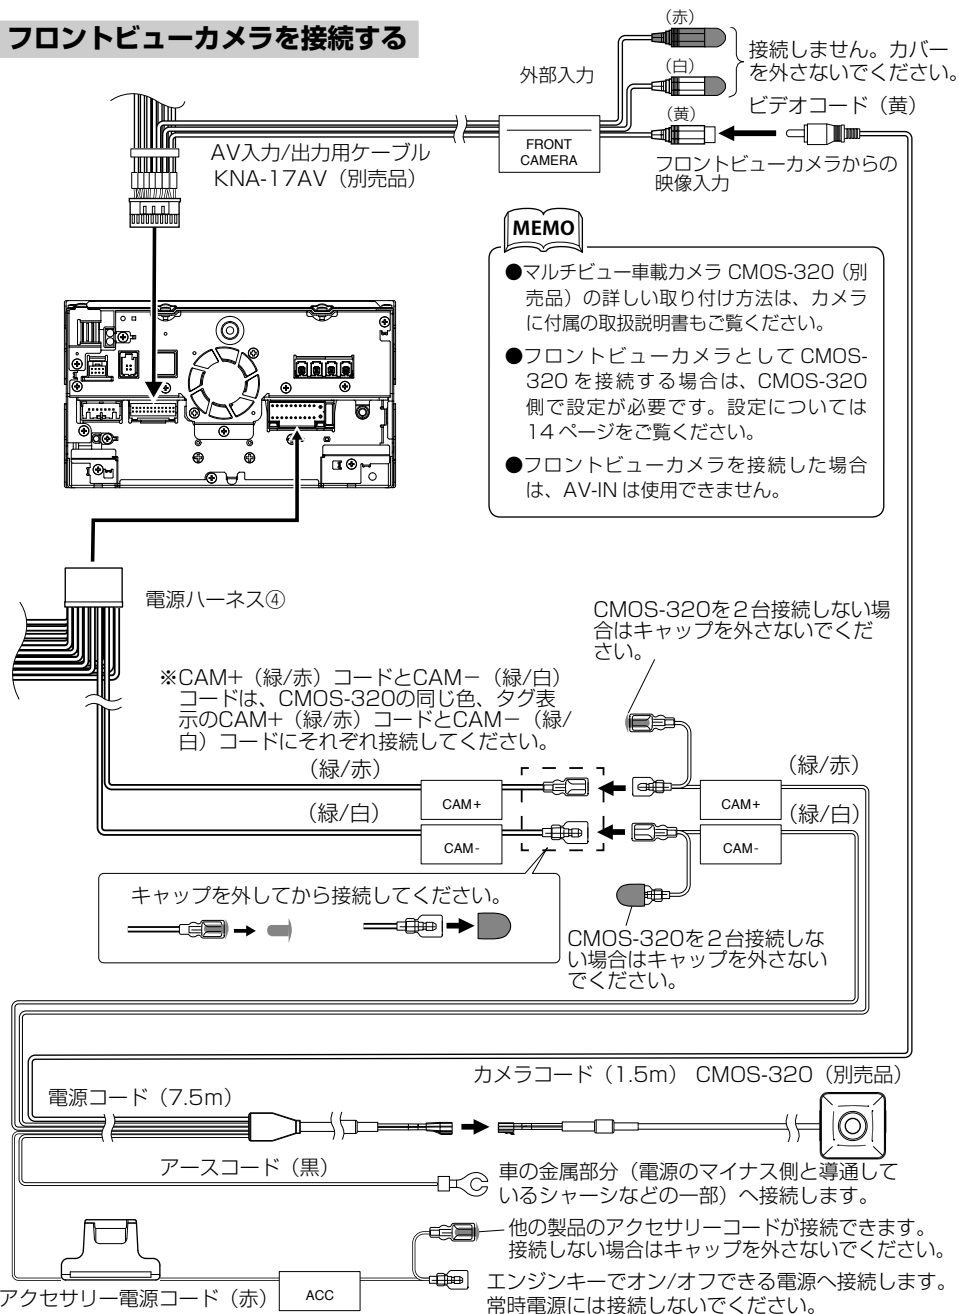 フロントビューカメラを接続する
（赤）
（白）
外部入力
接続しません。カバー
を外さないでください。
（黄）
ビデオコード（黄）
FRONT
CAMERA
AV入力/出力用ケーブル
KNA-17AV（別売品）
フロントビューカメラからの
映像入力
MEMO
●マルチビュー車載カメラ CMOS-320（別
売品）の詳しい取り付け方法は、カメラ
に付属の取扱説明書もご覧ください。
●フロントビューカメラとして CMOS-
320 を接続する場合は、CMOS-320
側で設定が必要です。設定については
14 ページをご覧ください。
●フロントビューカメラを接続した場合
は、AV-IN は使用できません。
電源ハーネス④
CMOS-320を２台接続しない場
合はキャップを外さないでくだ
さい。
※CAM+（緑/赤）コードとCAM−（緑/白）
コードは、CMOS-320の同じ色、タグ表
示のCAM+（緑/赤）コードとCAM−（緑/
白）コードにそれぞれ接続してください。
（緑/赤）
（緑/赤）
CAM+
CAM+
（緑/白）
（緑/白）
CAM-
CAM-
キャップを外してから接続してください。
CMOS-320を２台接続しな
い場合はキャップを外さない
でください。
カメラコード（1.5m） CMOS-320（別売品）
電源コード（7.5m）
アースコード（黒）
車の金属部分（電源のマイナス側と導通して
いるシャーシなどの一部）へ接続します。
他の製品のアクセサリーコードが接続できます。
接続しない場合はキャップを外さないでください。
アクセサリー電源コード（赤）
ACC
エンジンキーでオン/オフできる電源へ接続します。
常時電源には接続しないでください。